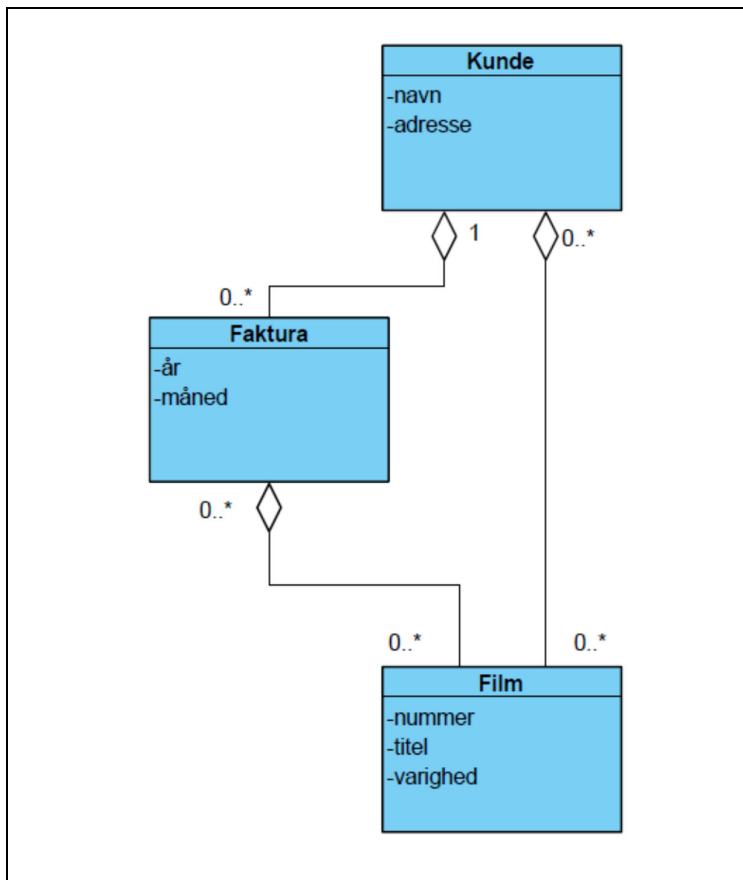 Kunde
-navn
-adresse
1
0..*
0..*
Faktura
-år
-måned
0..*
0..*
0..*
Film
-nummer
-titel
-varighed